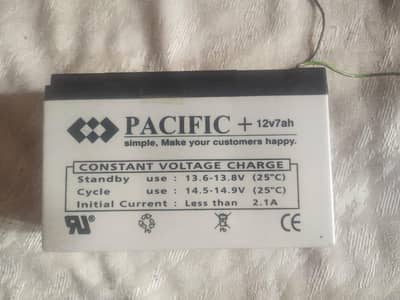 PACIFIC + 12v7ah
simple, Make your customers happy.
CONSTANT VOLTAGE CHARGE
Standby use : 13.6-13.8V (25°C)
Cycle use : 14.5-14.9V (25°C)
Initial Current : Less than 2.1A
Pb